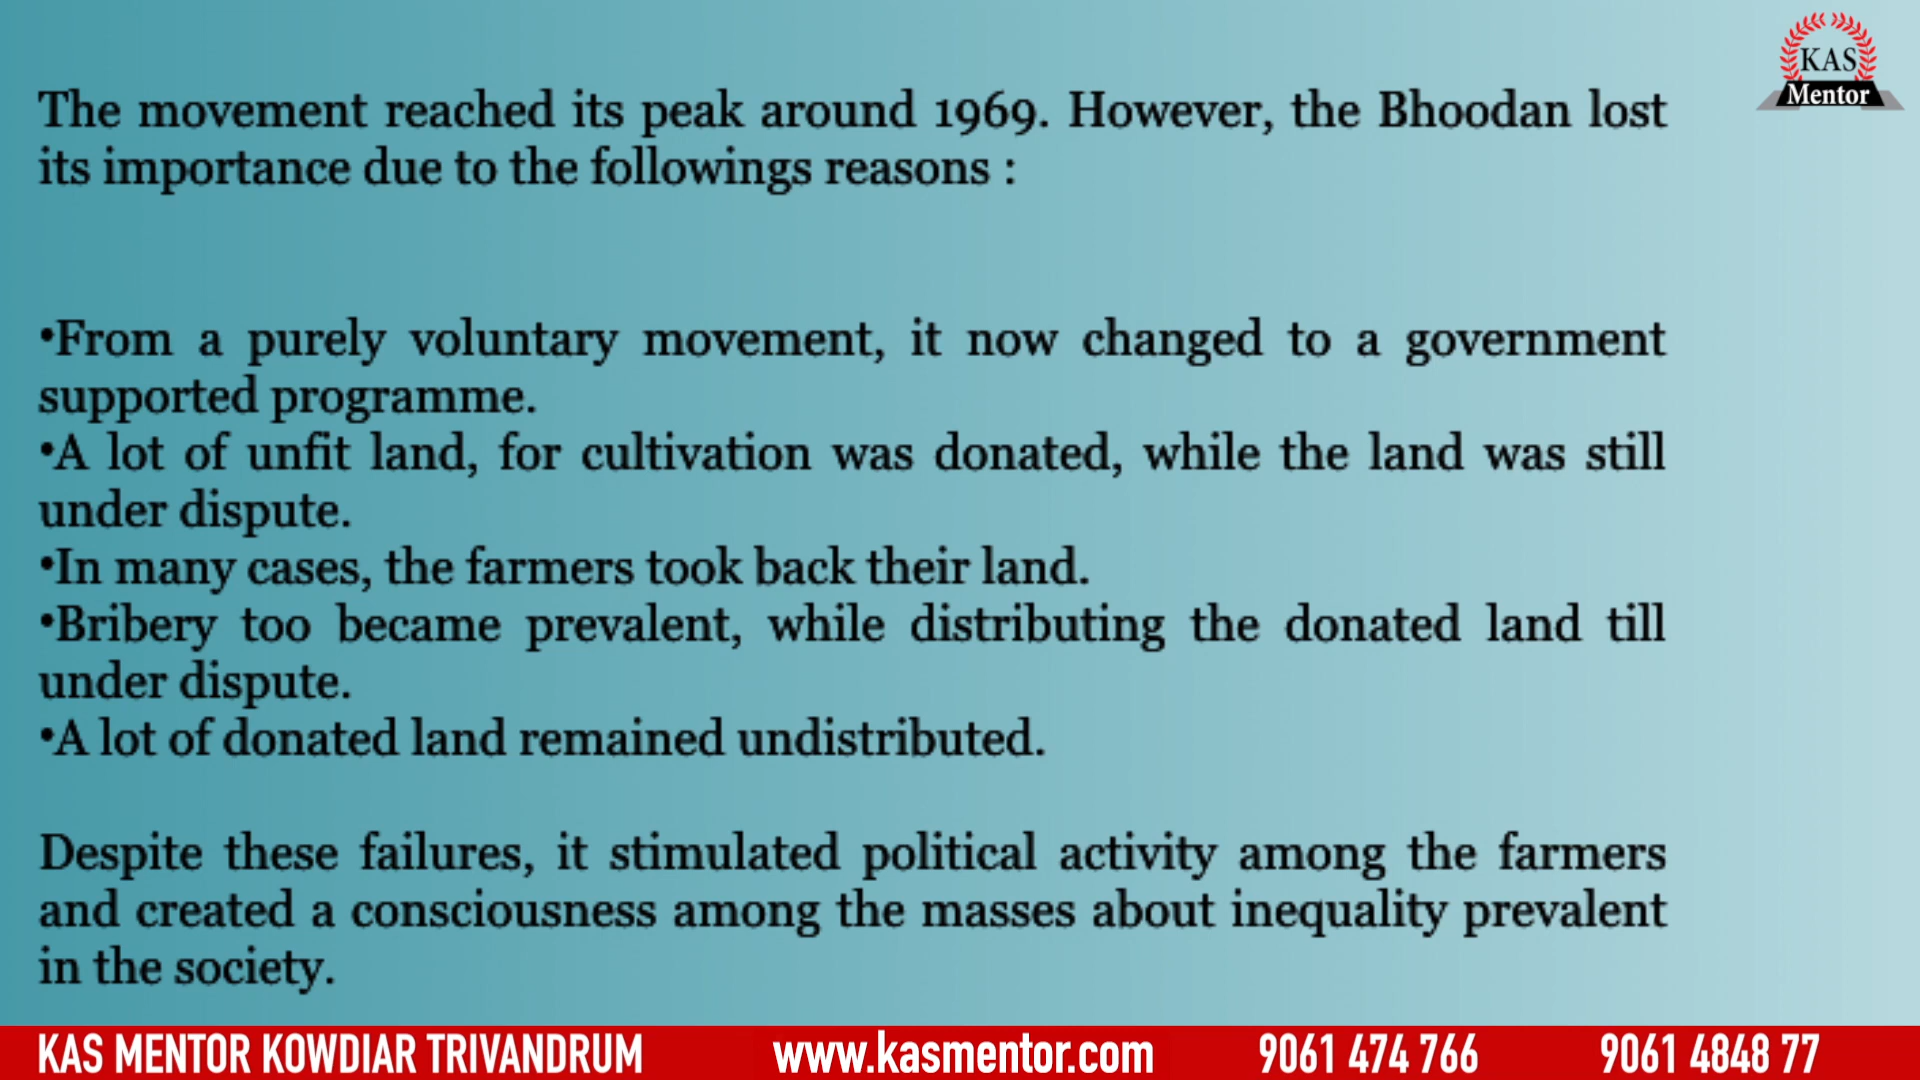 KAS
Mentor
The movement reached its peak around 1969. However, the Bhoodan lost
its importance due to the followings reasons :
•From a purely voluntary movement, it now changed to a government
supported programme.
•A lot of unfit land, for cultivation was donated, while the land was still
under dispute.
•In many cases, the farmers took back their land.
•Bribery too became prevalent, while distributing the donated land till
under dispute.
•A lot of donated land remained undistributed.
Despite these failures, it stimulated political activity among the farmers
and created a consciousness among the masses about inequality prevalent
in the society.
KAS MENTOR KOWDIAR TRIVANDRUM www.kasmentor.com 9061 474 766 9061 4848 77